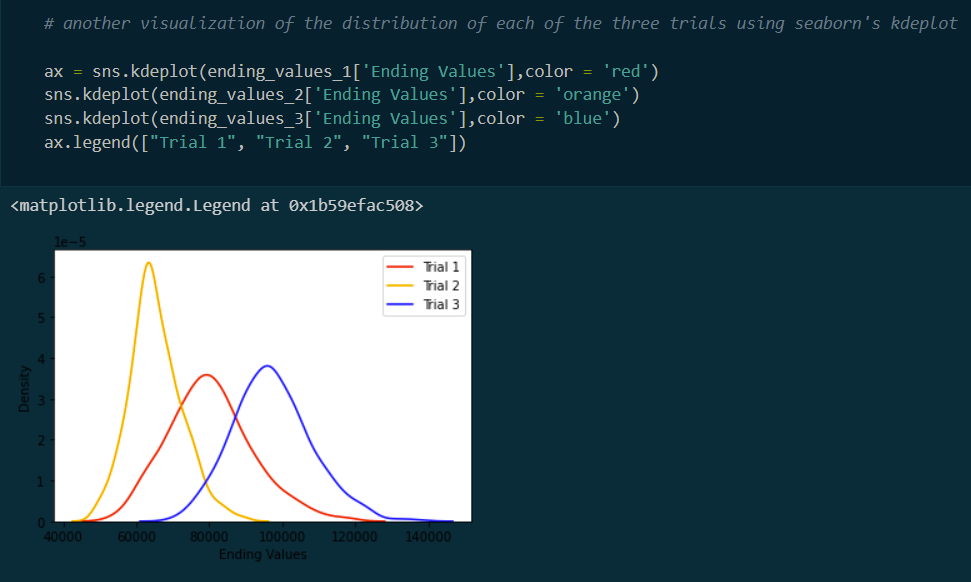 # another visualization of the distribution of each of the three trials using seaborn's kdeplot
ax = sns.kdeplot(ending_values_1['Ending Values'],color = 'red')
sns.kdeplot(ending_values_2['Ending Values'],color = 'orange')
sns.kdeplot(ending_values_3['Ending Values'],color = 'blue')
ax.legend(["Trial 1", "Trial 2", "Trial 3"])
<matplotlib.legend.Legend at 0x1b59efac508>
1e−5
Trial 1
Trial 2
Trial 3
6
5
4
3
2
1
0
Density
40000 60000 80000 100000 120000 140000
Ending Values